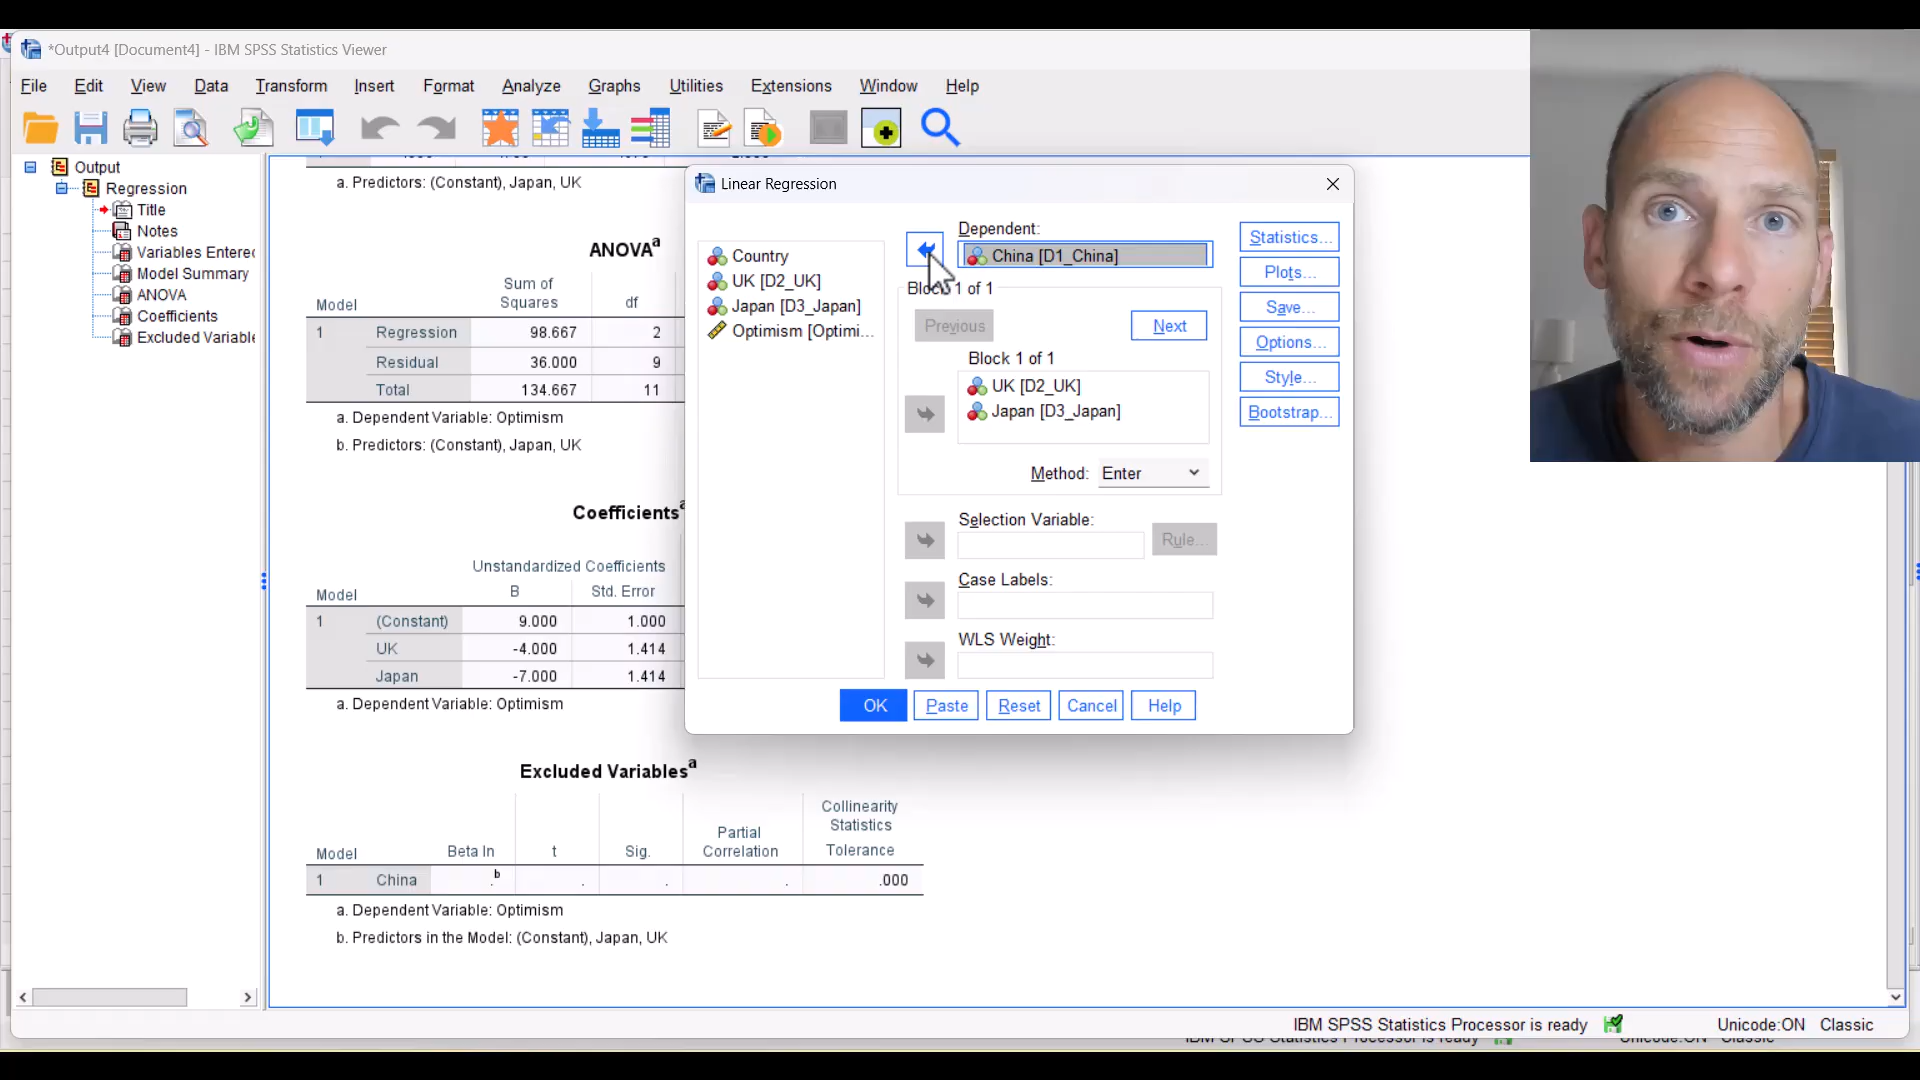 *Output4 [Document4] - IBM SPSS Statistics Viewer
File Edit View Data Transform Insert Format Analyze Graphs Utilities Extensions Window Help
Output
Regression
Title
Notes
Variables Entere
Model Summary
ANOVA
Coefficients
Excluded Variable
a. Predictors: (Constant), Japan, UK
ANOVAa
Model Sum of Squares df
1 Regression 98.667 2
Residual 36.000 9
Total 134.667 11
a. Dependent Variable: Optimism
b. Predictors: (Constant), Japan, UK
Coefficientsa
Unstandardized Coefficients
Model B Std. Error
1 (Constant) 9.000 1.000
UK -4.000 1.414
Japan -7.000 1.414
a. Dependent Variable: Optimism
Excluded Variablesa
Collinearity
Statistics
Model Beta In t Sig. Partial Correlation Tolerance
1 China .b . . . .000
a. Dependent Variable: Optimism
b. Predictors in the Model: (Constant), Japan, UK
Linear Regression
Country
UK [D2_UK]
Japan [D3_Japan]
Optimism [Optimi...
Dependent:
China [D1_China]
Block 1 of 1
Previous Next
Block 1 of 1
UK [D2_UK]
Japan [D3_Japan]
Method: Enter
Selection Variable:
Rule...
Case Labels:
WLS Weight:
Statistics...
Plots...
Save...
Options...
Style...
Bootstrap...
OK Paste Reset Cancel Help
IBM SPSS Statistics Processor is ready Unicode:ON Classic